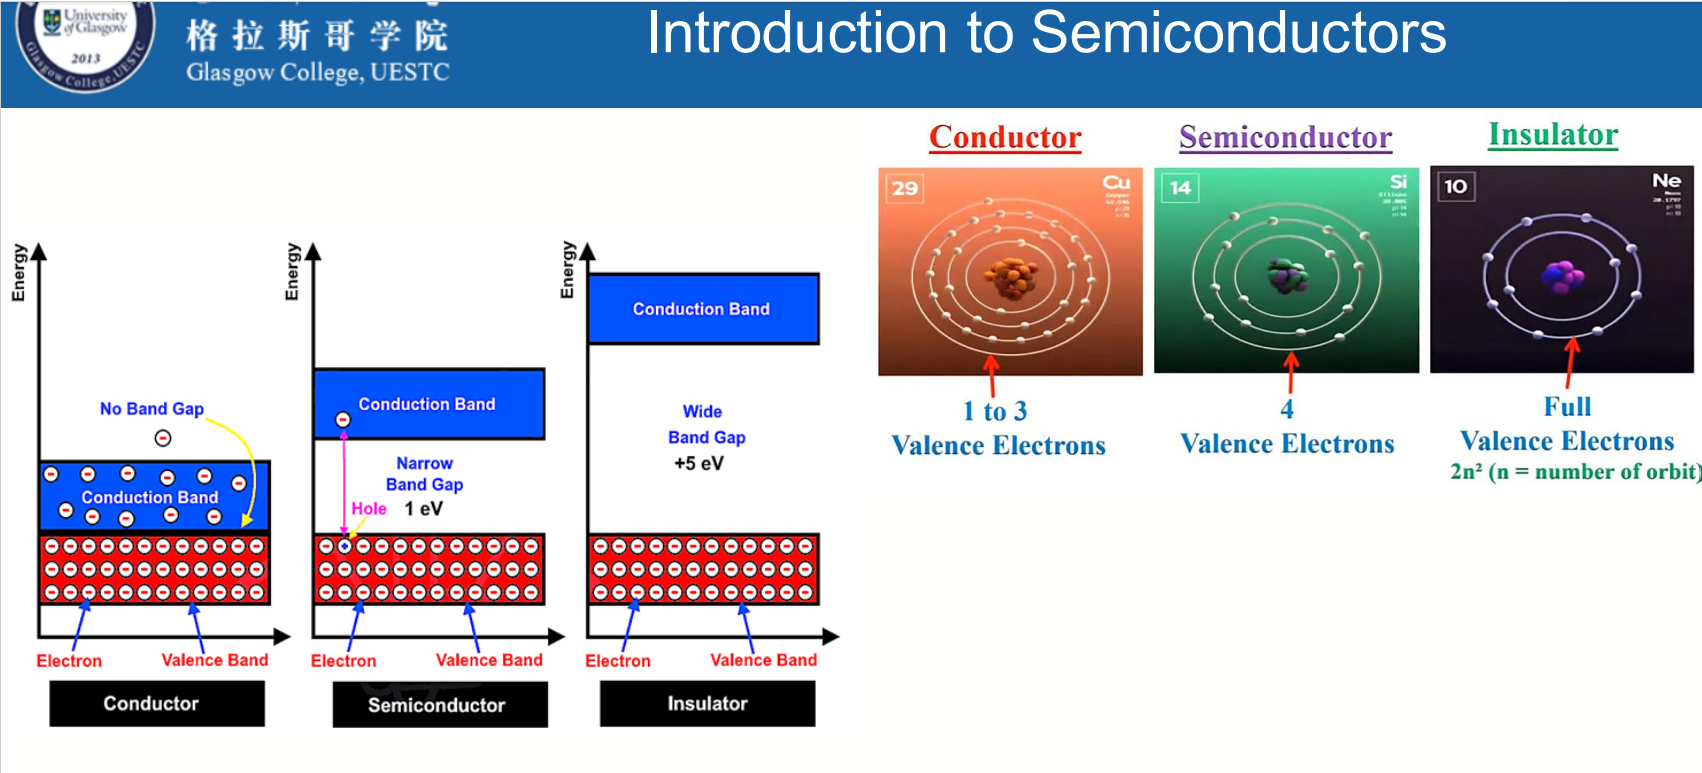 University
of Glasgow
2013
Glasgow College, UESTC
格拉斯哥学院
Glasgow College, UESTC
Introduction to Semiconductors
Energy
No Band Gap
Conduction Band
Electron
Valence Band
Conductor
Energy
Conduction Band
Narrow
Band Gap
1 eV
Hole
Electron
Valence Band
Semiconductor
Energy
Conduction Band
Wide
Band Gap
+5 eV
Electron
Valence Band
Insulator
Conductor
29
Cu
Copper
1 to 3
Valence Electrons
Semiconductor
14
Si
4
Valence Electrons
Insulator
10
Ne
20.1797
Full
Valence Electrons
2n² (n = number of orbit)